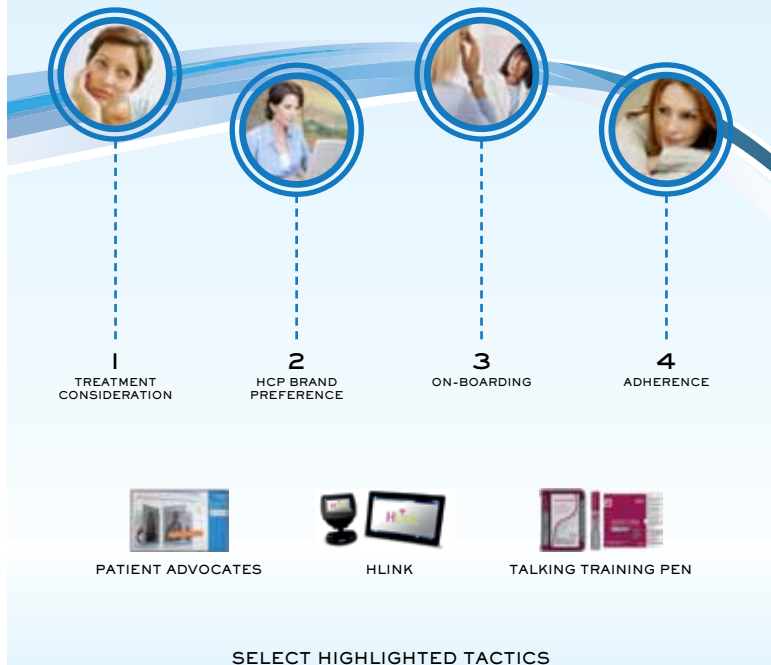 1
TREATMENT
CONSIDERATION
2
HCP BRAND
PREFERENCE
3
ON-BOARDING
4
ADHERENCE
PATIENT ADVOCATES
HLINK
TALKING TRAINING PEN
SELECT HIGHLIGHTED TACTICS